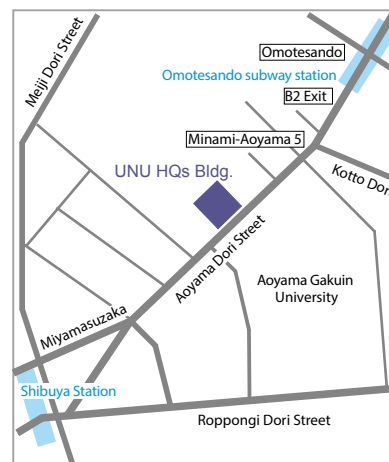 Meiji Dori Street
Omotesando
Omotesando subway station
B2 Exit
Minami-Aoyama 5
UNU HQs Bldg.
Kotto Dor
Aoyama Dori Street
Aoyama Gakuin
University
Miyamasuzaka
Shibuya Station
Roppongi Dori Street